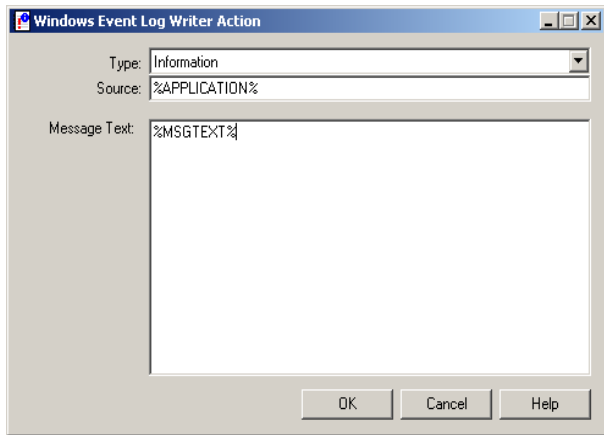 Windows Event Log Writer Action
Type: Information
Source: %APPLICATION%
Message Text: %MSGTEXT%
OK Cancel Help